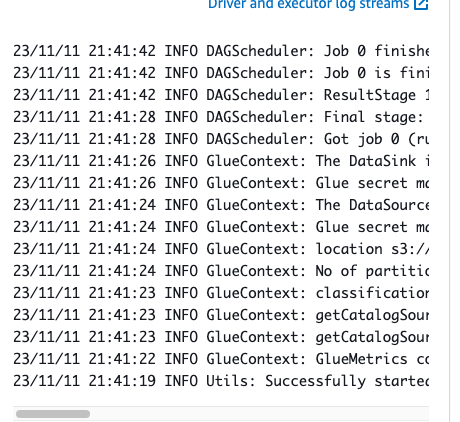 Driver and executor log streams
23/11/11 21:41:42 INFO DAGScheduler: Job 0 finishe
23/11/11 21:41:42 INFO DAGScheduler: Job 0 is fini
23/11/11 21:41:42 INFO DAGScheduler: ResultStage 1
23/11/11 21:41:28 INFO DAGScheduler: Final stage:
23/11/11 21:41:28 INFO DAGScheduler: Got job 0 (ru
23/11/11 21:41:26 INFO GlueContext: The DataSink i
23/11/11 21:41:26 INFO GlueContext: Glue secret ma
23/11/11 21:41:24 INFO GlueContext: The DataSource
23/11/11 21:41:24 INFO GlueContext: Glue secret ma
23/11/11 21:41:24 INFO GlueContext: location s3://
23/11/11 21:41:24 INFO GlueContext: No of partitio
23/11/11 21:41:23 INFO GlueContext: classification
23/11/11 21:41:23 INFO GlueContext: getCatalogSour
23/11/11 21:41:23 INFO GlueContext: getCatalogSour
23/11/11 21:41:22 INFO GlueContext: GlueMetrics co
23/11/11 21:41:19 INFO Utils: Successfully started